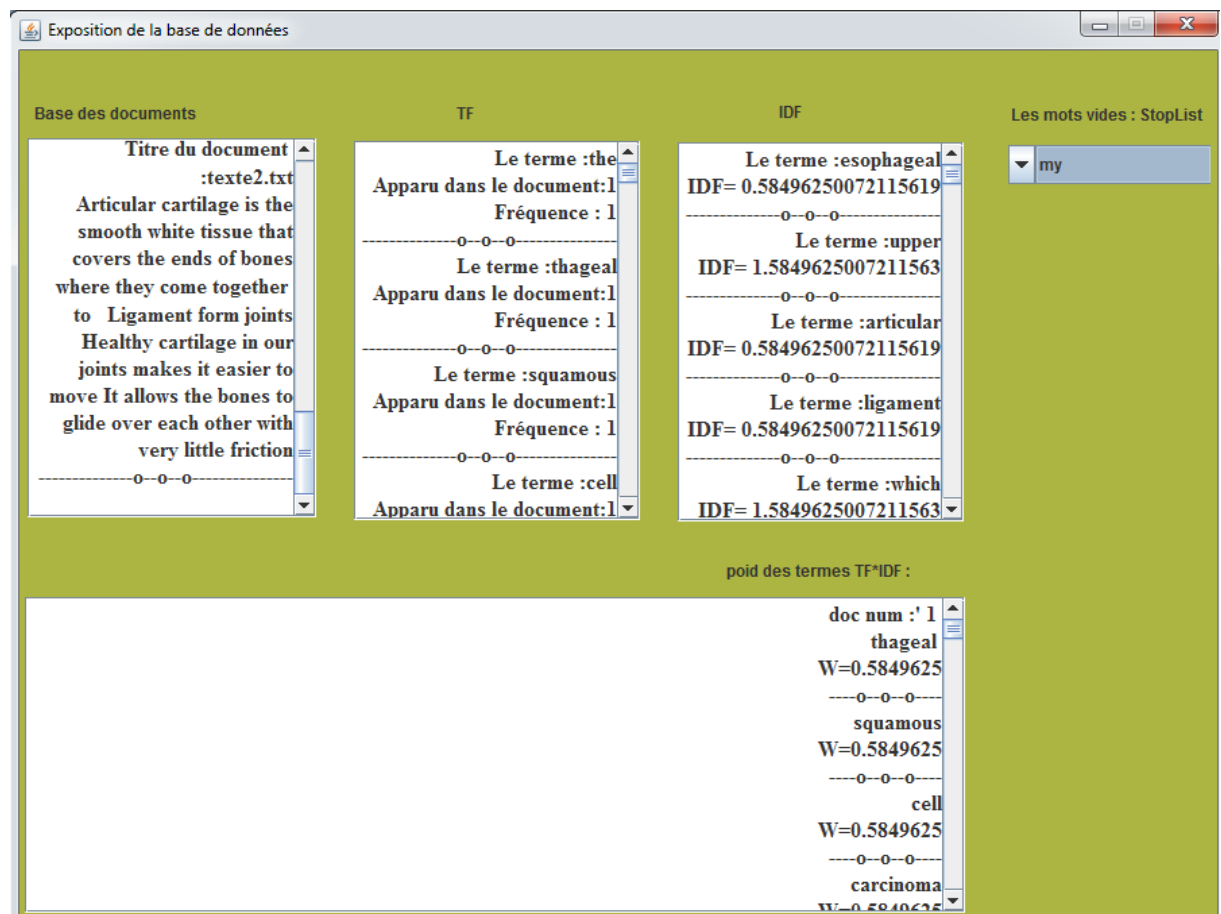 Exposition de la base de données
Base des documents
Titre du document
:texte2.txt
Articular cartilage is the
smooth white tissue that
covers the ends of bones
where they come together
to Ligament form joints
Healthy cartilage in our
joints makes it easier to
move It allows the bones to
glide over each other with
very little friction
--------------o--o--o---------------
TF
Le terme :the
Apparu dans le document:1
Fréquence : 1
--------------o--o--o---------------
Le terme :thageal
Apparu dans le document:1
Fréquence : 1
--------------o--o--o---------------
Le terme :squamous
Apparu dans le document:1
Fréquence : 1
--------------o--o--o---------------
Le terme :cell
Apparu dans le document:1
IDF
Le terme :esophageal
IDF= 0.58496250072115619
--------------o--o--o---------------
Le terme :upper
IDF= 1.5849625007211563
--------------o--o--o---------------
Le terme :articular
IDF= 0.58496250072115619
--------------o--o--o---------------
Le terme :ligament
IDF= 0.58496250072115619
--------------o--o--o---------------
Le terme :which
IDF= 1.5849625007211563
Les mots vides : StopList
my
poid des termes TF*IDF :
doc num :' 1
thageal
W=0.5849625
----o--o--o----
squamous
W=0.5849625
----o--o--o----
cell
W=0.5849625
----o--o--o----
carcinoma
W=0.5849625